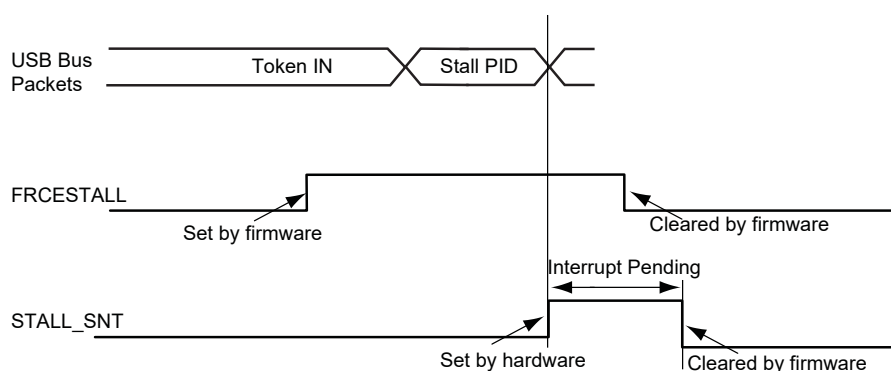 USB Bus
Packets
Token IN
Stall PID
FRCESTALL
Set by firmware
Cleared by firmware
Interrupt Pending
STALL_SNT
Set by hardware
Cleared by firmware